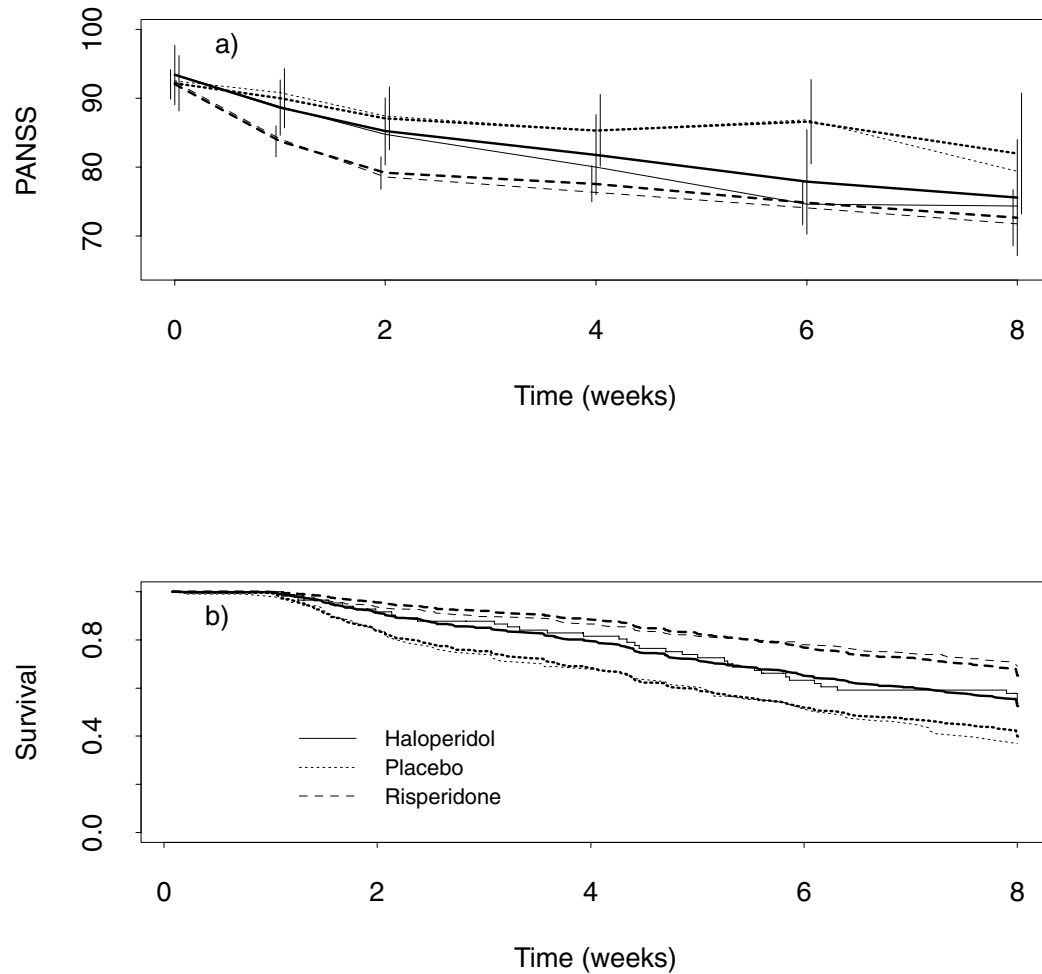 100
90
80
70
PANSS
a)
0 2 4 6 8
Time (weeks)
0.8
0.4
0.0
Survival
b)
Haloperidol
Placebo
Risperidone
0 2 4 6 8
Time (weeks)